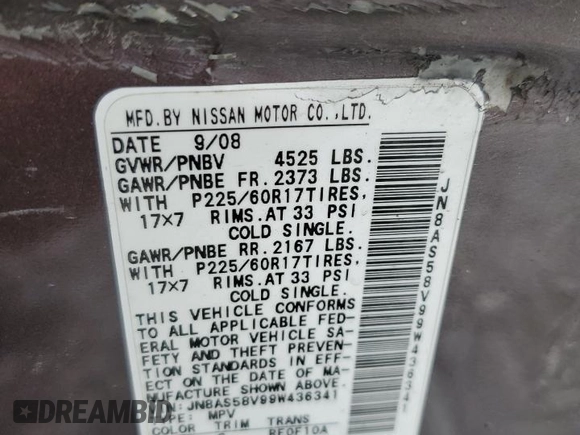 MFD.BY NISSAN MOTOR CO.,LTD.
DATE 9/08
GVWR/PNBV 4525 LBS.
GAWR/PNBE FR. 2373 LBS.
WITH P225/60R17TIRES,
17×7 RIMS.AT 33 PSI
COLD SINGLE.
GAWR/PNBE RR. 2167 LBS.
WITH P225/60R17TIRES,
17×7 RIMS.AT 33 PSI
COLD SINGLE.
THIS VEHICLE CONFORMS
TO ALL APPLICABLE FED-
ERAL MOTOR VEHICLE SA-
FETY AND THEFT PREVEN-
TION STANDARDS IN EFF-
ECT ON THE DATE OF MA-
NUFACTURE SHOWN ABOVE.
JN8AS58V99W436341
TYPE: MPV
COLOR TRIM TRANS
RE0F10A
JN8AS58V99W436341
DREAMBID